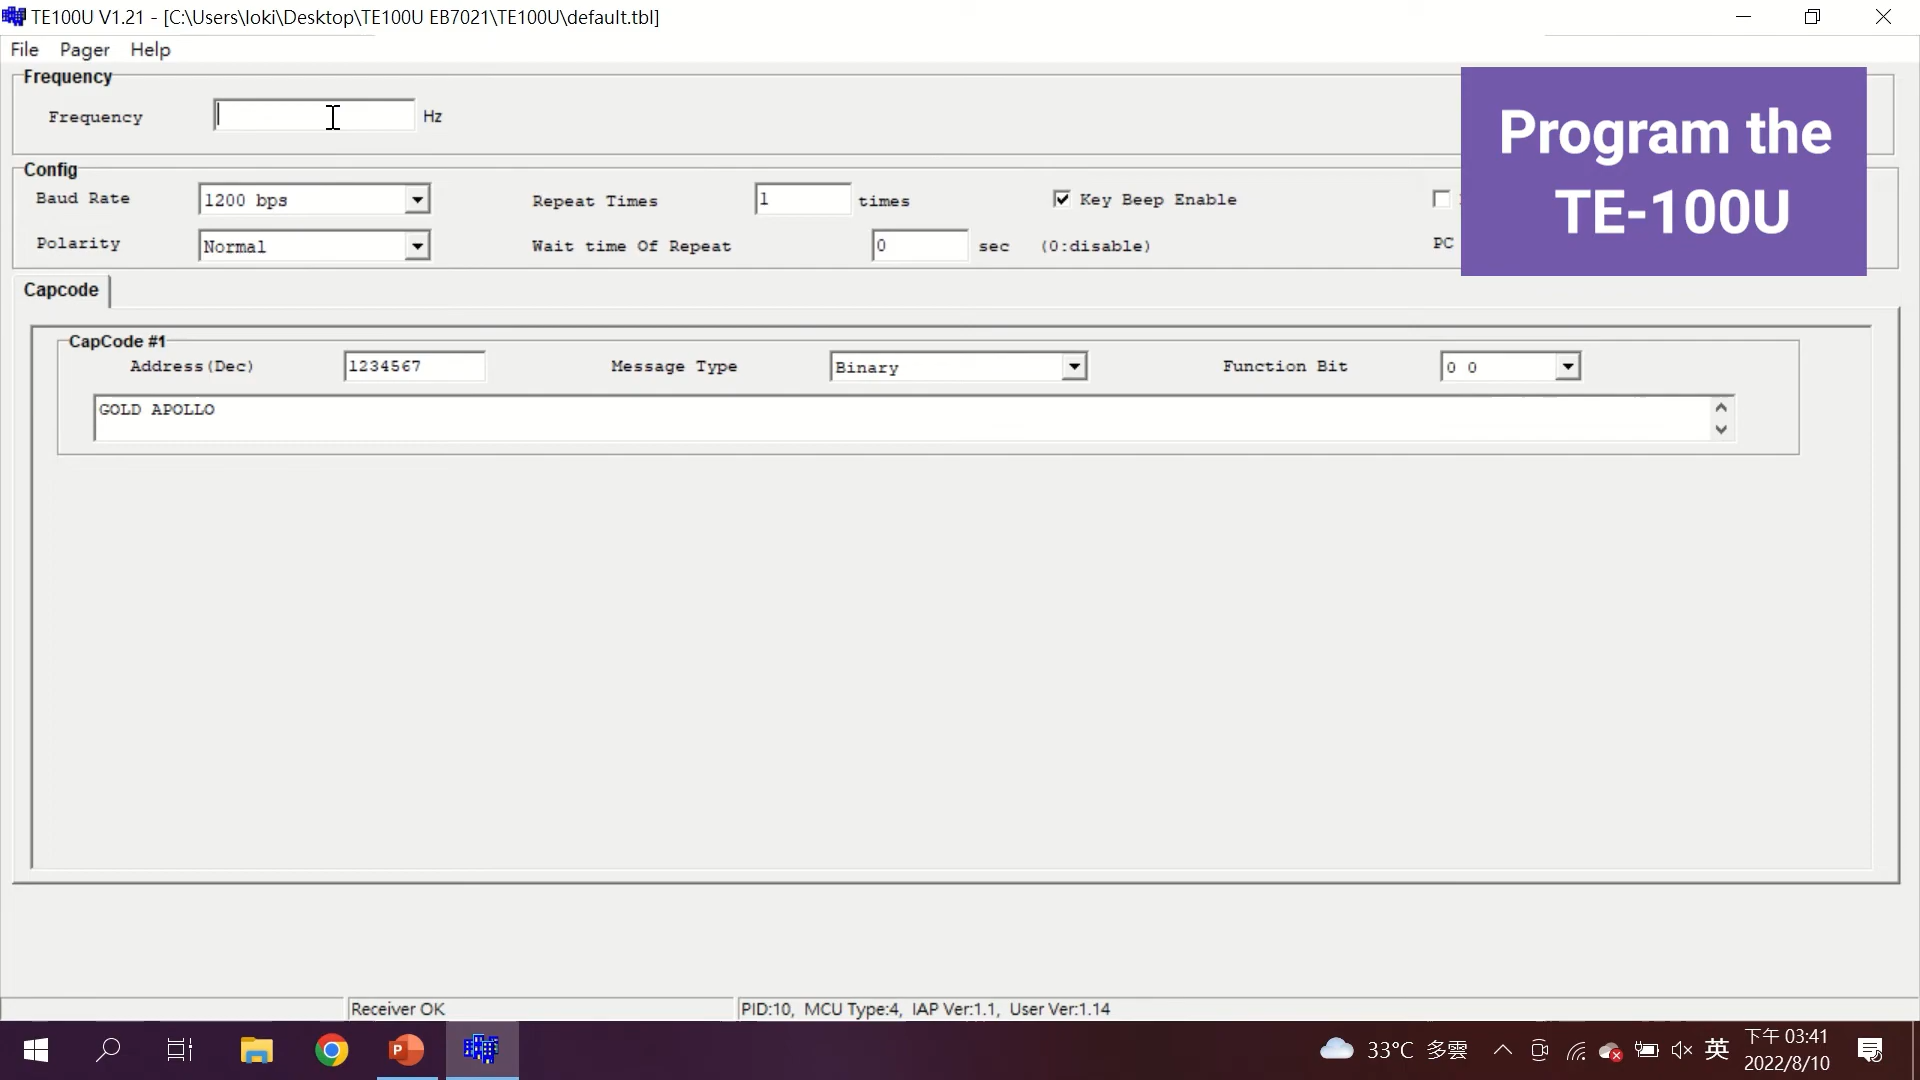 TE100U V1.21 - [C:\Users\loki\Desktop\TE100U EB7021\TE100U\default.tbl]
File Pager Help
Frequency
Frequency Hz
Program the
TE-100U
Config
Baud Rate 1200 bps Repeat Times 1 times Key Beep Enable
Polarity Normal Wait time Of Repeat 0 sec (0:disable) PC
Capcode
CapCode #1
Address(Dec) 1234567 Message Type Binary Function Bit 0 0
GOLD APOLLO
Receiver OK PID:10, MCU Type:4, IAP Ver:1.1, User Ver:1.14
33°C 多雲 英 下午 03:41
2022/8/10